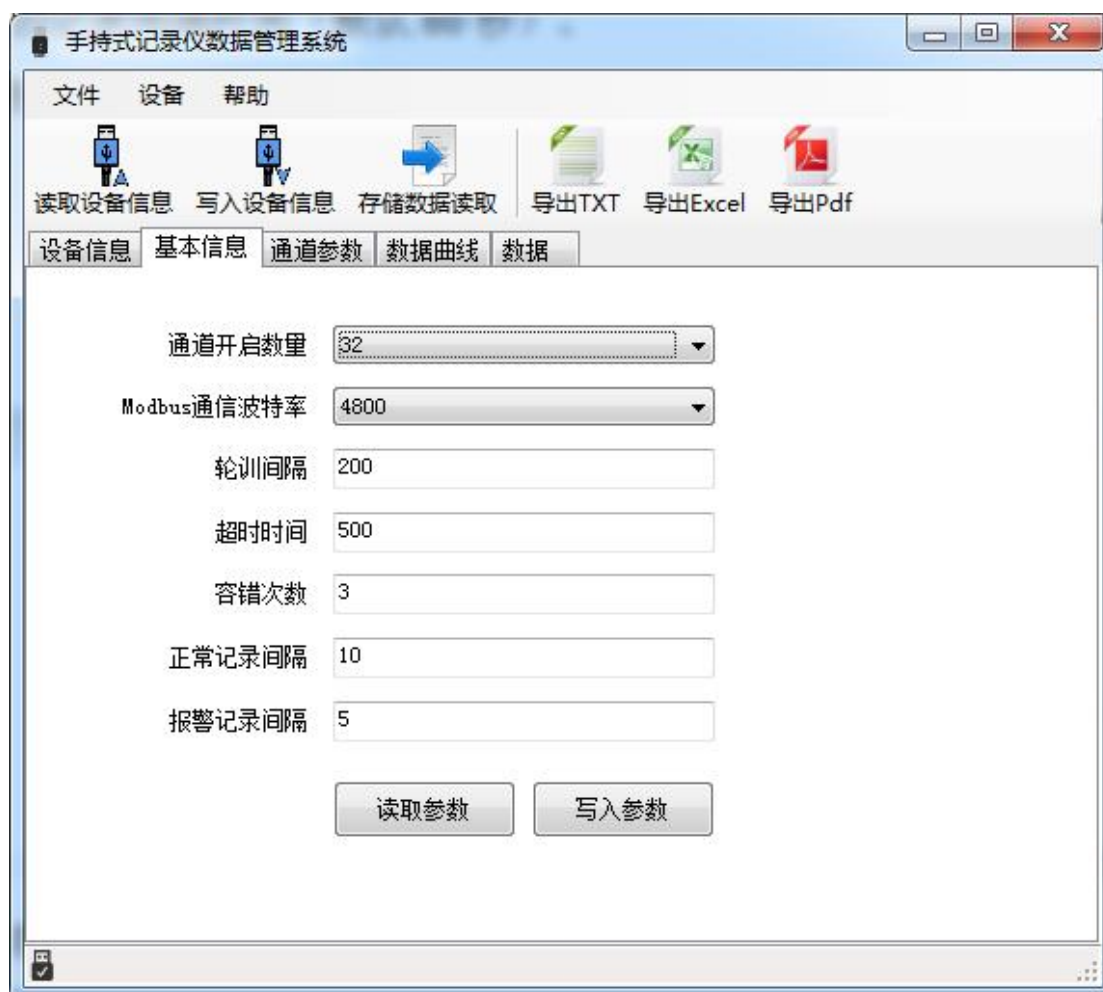 手持式记录仪数据管理系统
文件 设备 帮助
读取设备信息 写入设备信息 存储数据读取 导出TXT 导出Excel 导出Pdf
设备信息 基本信息 通道参数 数据曲线 数据
通道开启数量 32
Modbus通信波特率 4800
轮训间隔 200
超时时间 500
容错次数 3
正常记录间隔 10
报警记录间隔 5
读取参数 写入参数